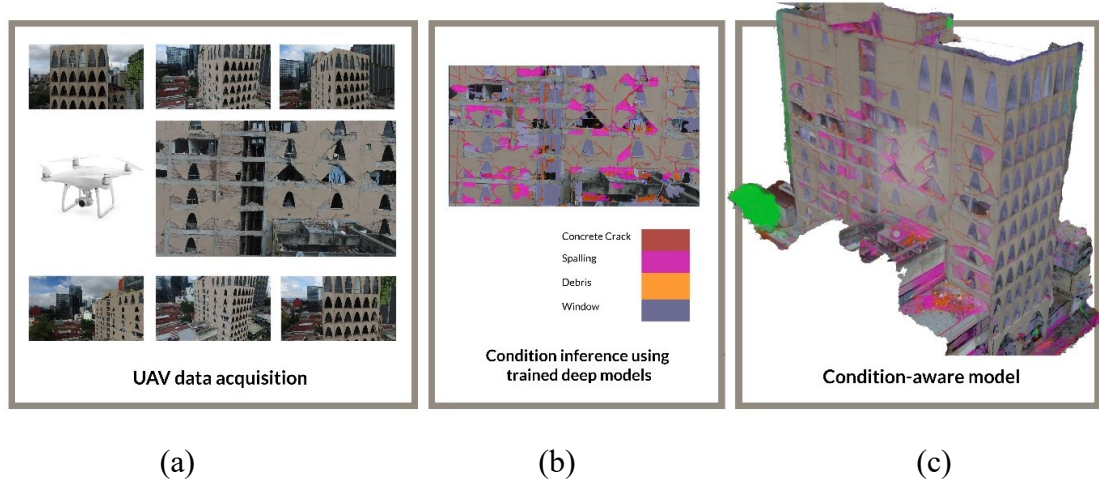 Concrete Crack
Spalling
Debris
Window
UAV data acquisition
Condition inference using
trained deep models
Condition-aware model
(a)
(b)
(c)